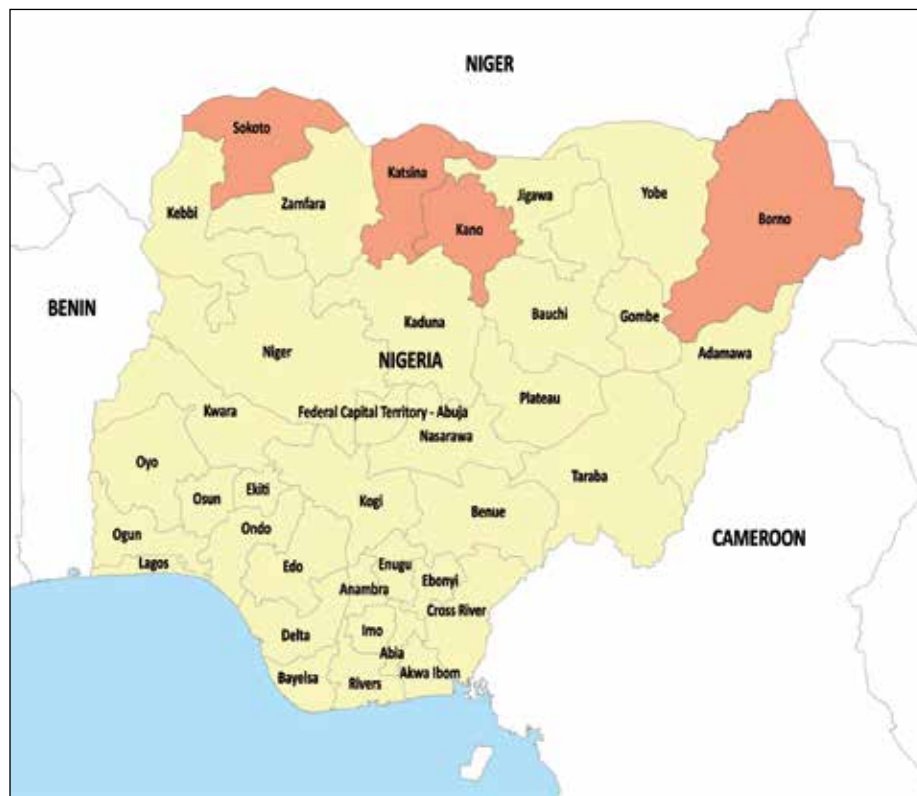 NIGER
Sokoto
Katsina
Kebbi
Zamfara
Jigawa
Yobe
Kano
Borno
BENIN
Kaduna
Bauchi
Gombe
Niger
NIGERIA
Adamawa
Plateau
Kwara
Federal Capital Territory - Abuja
Nasarawa
Oyo
Taraba
Osun
Ekiti
Kogi
Benue
Ogun
Ondo
CAMEROON
Lagos
Edo
Enugu
Ebonyi
Anambra
Cross River
Delta
Imo
Abia
Akwa Ibom
Bayelsa
Rivers